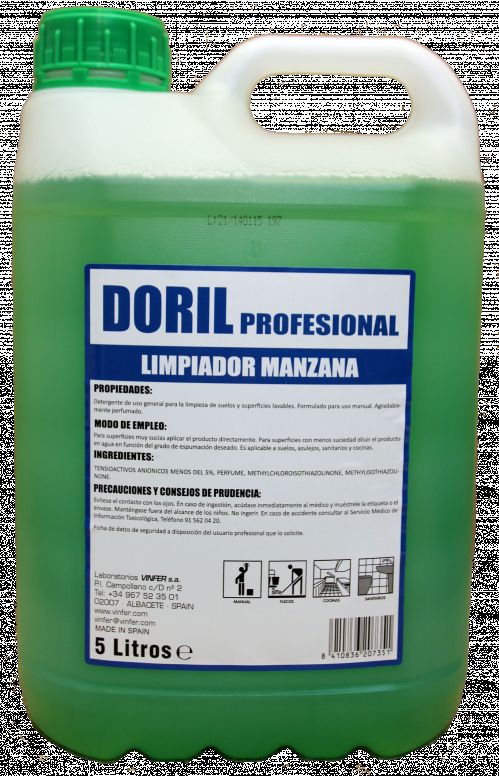 L:21/140115 197
DORIL PROFESIONAL
LIMPIADOR MANZANA
PROPIEDADES:
Detergente de uso general para la limpieza de suelos y superficies lavables. Formulado para uso manual. Agradable-
mente perfumado.
MODO DE EMPLEO:
Para superficies muy sucias aplicar el producto directamente. Para superficies con menos suciedad diluir el producto
en agua en función del grado de espumación deseado. Es aplicable a suelos, azulejos, sanitarios y cocinas.
INGREDIENTES:
TENSIOACTIVOS ANIONICOS MENOS DEL 5%, PERFUME, METHYLCHLOROISOTHIAZOLINONE, METHYLISOTHIAZOLI-
NONE.
PRECAUCIONES Y CONSEJOS DE PRUDENCIA:
Evítese el contacto con los ojos. En caso de ingestión, acúdase inmediatamente al médico y muéstrele la etiqueta o el
envase. Manténgase fuera del alcance de los niños. No ingerir. En caso de accidente consultar al Servicio Médico de
Información Toxicológica, Teléfono 91 562 04 20.
Ficha de datos de seguridad a disposición del usuario profesional que lo solicite.
Laboratorios VINFER s.a.
P.I. Campollano c/D nº 2
Tel: +34 967 52 35 01
02007 - ALBACETE - SPAIN
www.vinfer.com
vinfer@vinfer.com
MADE IN SPAIN
5 Litros ℮
MANUAL
SUELOS
COCINAS
SANITARIOS
8 410836 207351